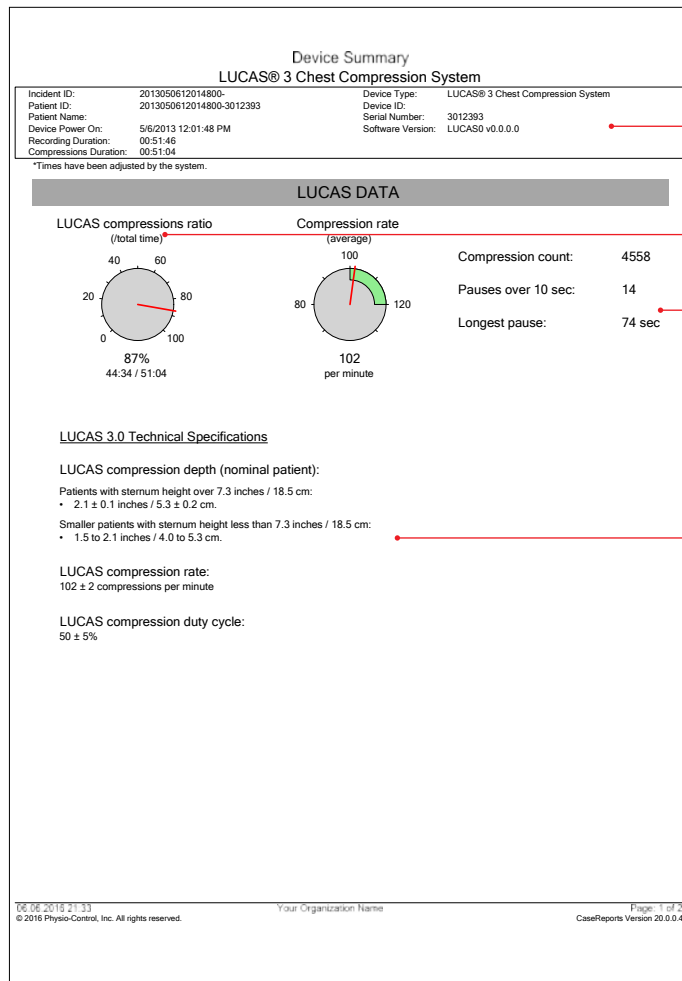 Device Summary
LUCAS® 3 Chest Compression System
Incident ID: 2013050612014800-
Patient ID: 2013050612014800-3012393
Patient Name:
Device Power On: 5/6/2013 12:01:48 PM
Recording Duration: 00:51:46
Compressions Duration: 00:51:04
Device Type: LUCAS® 3 Chest Compression System
Device ID:
Serial Number: 3012393
Software Version: LUCAS0 v0.0.0.0
*Times have been adjusted by the system.
LUCAS DATA
LUCAS compressions ratio
(/total time)
0 20 40 60 80 100
87%
44:34 / 51:04
Compression rate
(average)
80 100 120
102
per minute
Compression count: 4558
Pauses over 10 sec: 14
Longest pause: 74 sec
LUCAS 3.0 Technical Specifications
LUCAS compression depth (nominal patient):
Patients with sternum height over 7.3 inches / 18.5 cm:
• 2.1 ± 0.1 inches / 5.3 ± 0.2 cm.
Smaller patients with sternum height less than 7.3 inches / 18.5 cm:
• 1.5 to 2.1 inches / 4.0 to 5.3 cm.
LUCAS compression rate:
102 ± 2 compressions per minute
LUCAS compression duty cycle:
50 ± 5%
06.06.2016 21:33 Your Organization Name Page: 1 of 2
© 2016 Physio-Control, Inc. All rights reserved. CaseReports Version 20.0.0.4